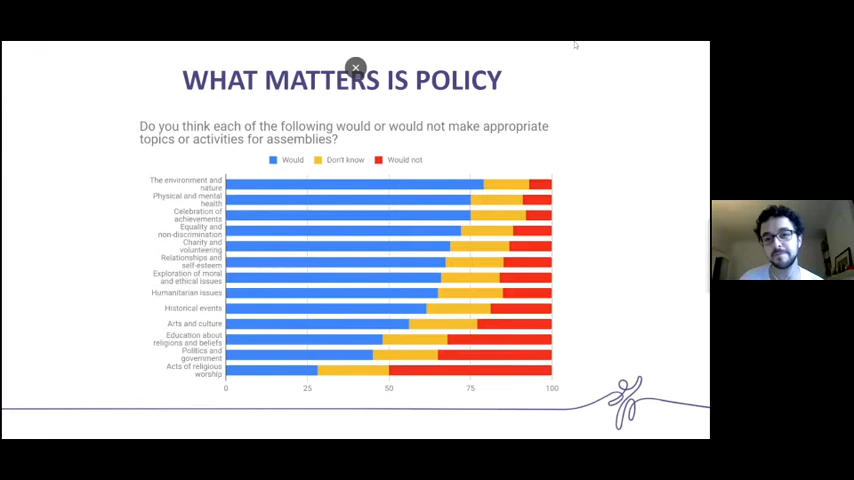 WHAT MATTERS IS POLICY
Do you think each of the following would or would not make appropriate
topics or activities for assemblies?
Would
Don't know
Would not
The environment and
nature
Physical and mental
health
Celebration of
achievements
Equality and
non-discrimination
Charity and
volunteering
Relationships and
self-esteem
Exploration of moral
and ethical issues
Humanitarian issues
Historical events
Arts and culture
Education about
religions and beliefs
Politics and
government
Acts of religious
worship
0
25
50
75
100